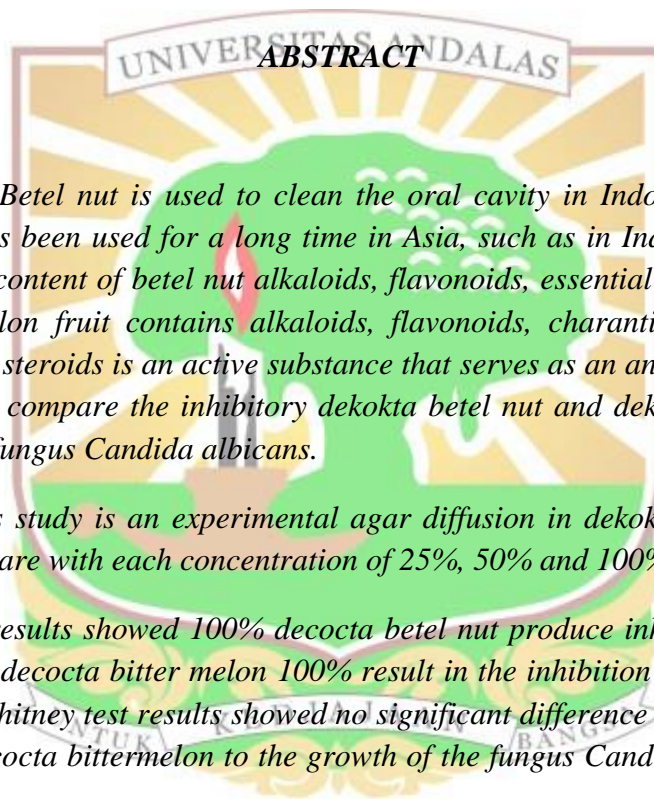 UNIVERSITAS ANDALAS
ABSTRACT
Betel nut is used to clean the oral cavity in Indo
s been used for a long time in Asia, such as in
content of betel nut alkaloids, flavonoids, essential
lon fruit contains alkaloids, flavonoids, charanti
steroids is an active substance that serves as an an
compare the inhibitory dekokta betel nut and dek
fungus Candida albicans.
s study is an experimental agar diffusion in dekok
are with each concentration of 25%, 50% and 100%
results showed 100% decocta betel nut produce inh
decocta bitter melon 100% result in the inhibition
hitney test results showed no significant difference
cocta bittermelon to the growth of the fungus Cand
UNTUK KEDJAJAAN BANGSA